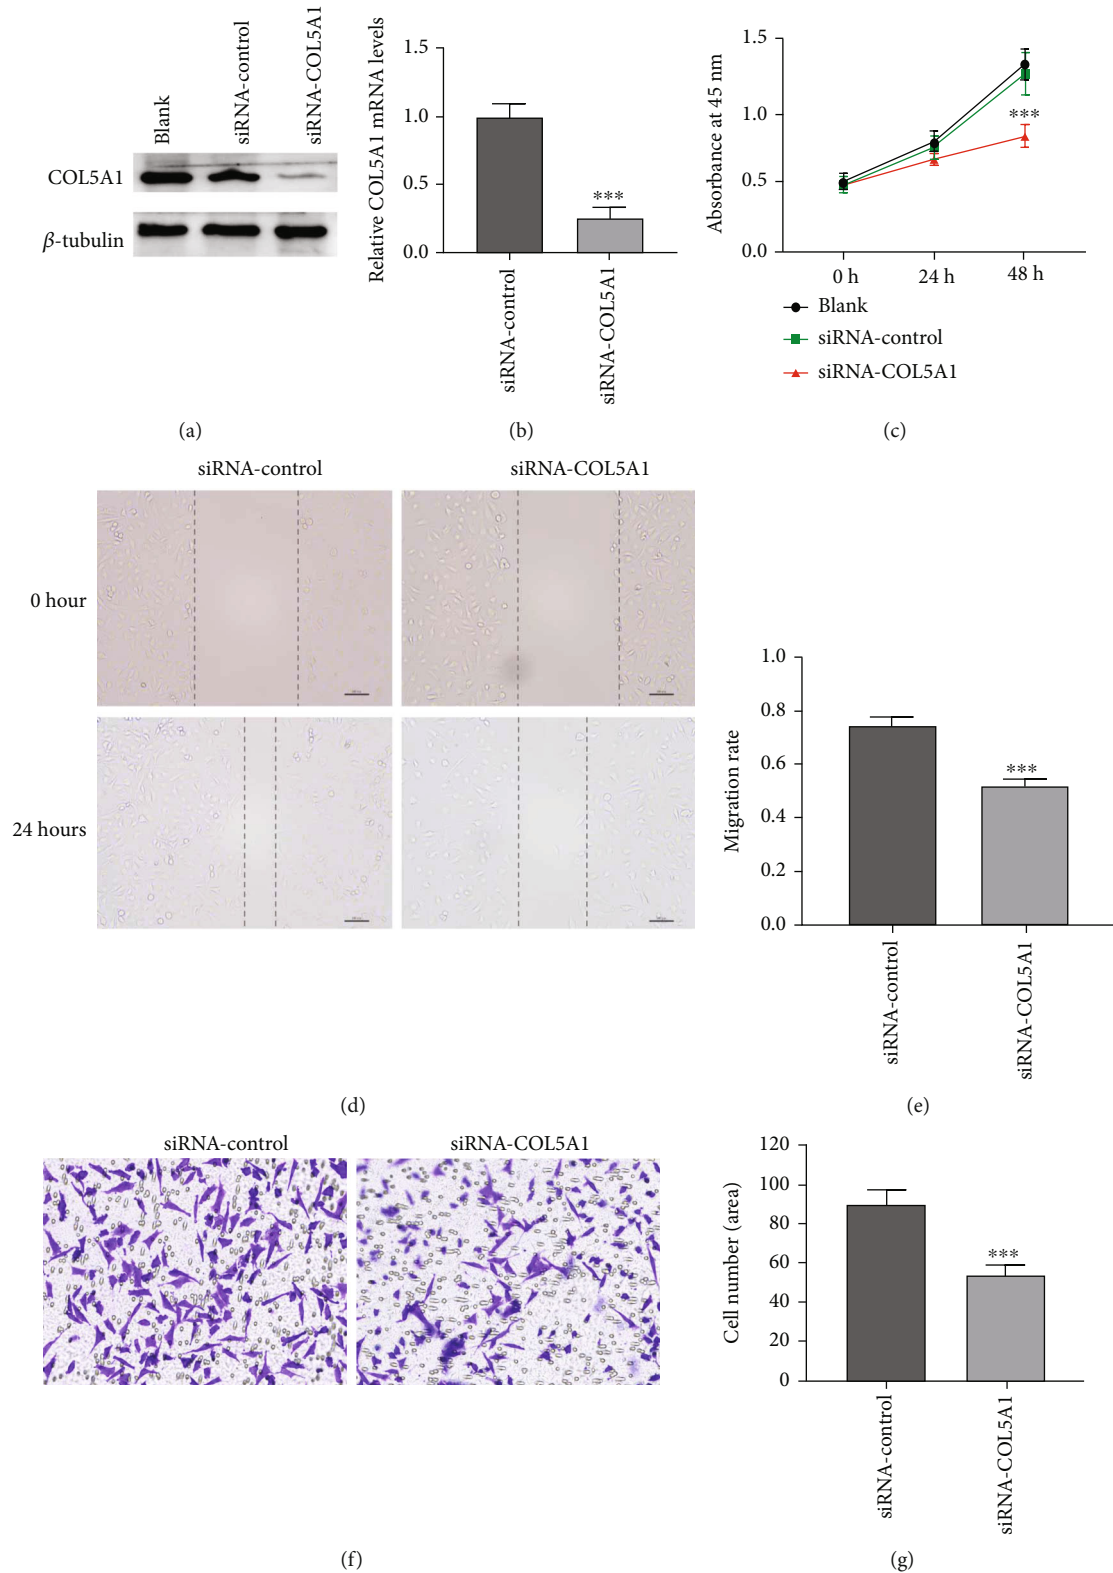 Blank
siRNA-control
siRNA-COL5A1
COL5A1
β-tubulin
(a)
Relative COL5A1 mRNA levels
1.5
1.0
0.5
0.0
***
siRNA-control
siRNA-COL5A1
(b)
Absorbance at 45 nm
1.5
1.0
0.5
0.0
***
0 h
24 h
48 h
Blank
siRNA-control
siRNA-COL5A1
(c)
siRNA-control
siRNA-COL5A1
0 hour
24 hours
(d)
Migration rate
1.0
0.8
0.6
0.4
0.2
0.0
***
siRNA-control
siRNA-COL5A1
(e)
siRNA-control
siRNA-COL5A1
(f)
Cell number (area)
120
100
80
60
40
20
0
***
siRNA-control
siRNA-COL5A1
(g)